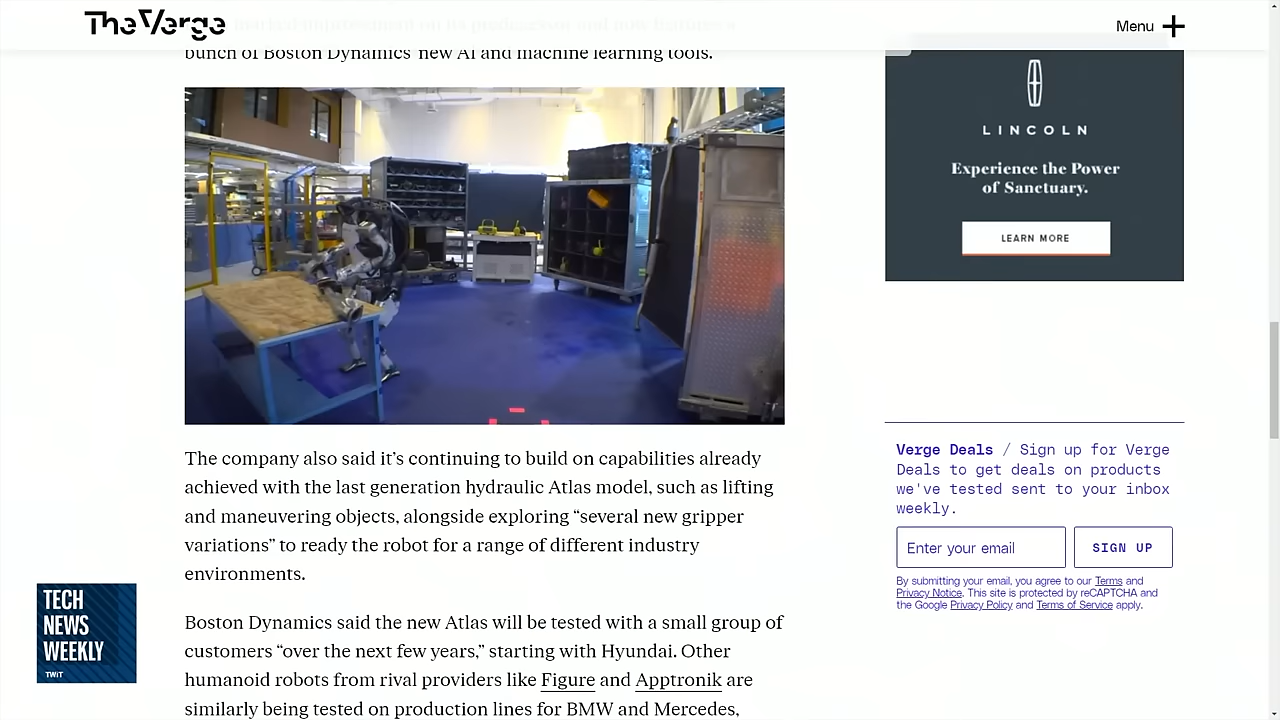 The Verge
Menu
bunch of Boston Dynamics' new AI and machine learning tools.
LINCOLN
Experience the Power
of Sanctuary.
LEARN MORE
The company also said it’s continuing to build on capabilities already
achieved with the last generation hydraulic Atlas model, such as lifting
and maneuvering objects, alongside exploring “several new gripper
variations” to ready the robot for a range of different industry
environments.
Boston Dynamics said the new Atlas will be tested with a small group of
customers “over the next few years,” starting with Hyundai. Other
humanoid robots from rival providers like Figure and Apptronik are
similarly being tested on production lines for BMW and Mercedes,
Verge Deals / Sign up for Verge
Deals to get deals on products
we've tested sent to your inbox
weekly.
Enter your email
SIGN UP
By submitting your email, you agree to our Terms and
Privacy Notice. This site is protected by reCAPTCHA and
the Google Privacy Policy and Terms of Service apply.
TECH
NEWS
WEEKLY
TWiT